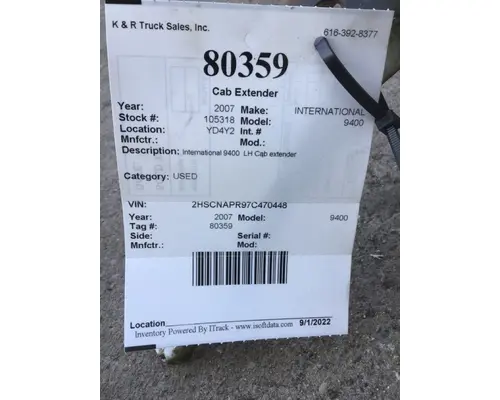 K & R Truck Sales, Inc. 616-392-8377
80359
Cab Extender
Year: 2007 Make: INTERNATIONAL
Stock #: 105318 Model: 9400
Location: YD4Y2 Int. #
Mnfctr.: Mod.:
Description: International 9400 LH Cab extender
Category: USED
VIN: 2HSCNAPR97C470448
Year: 2007 Model: 9400
Tag #: 80359
Side: Serial #:
Mnfctr.: Mod:
Location
Inventory Powered By ITrack - www.isoftdata.com 9/1/2022